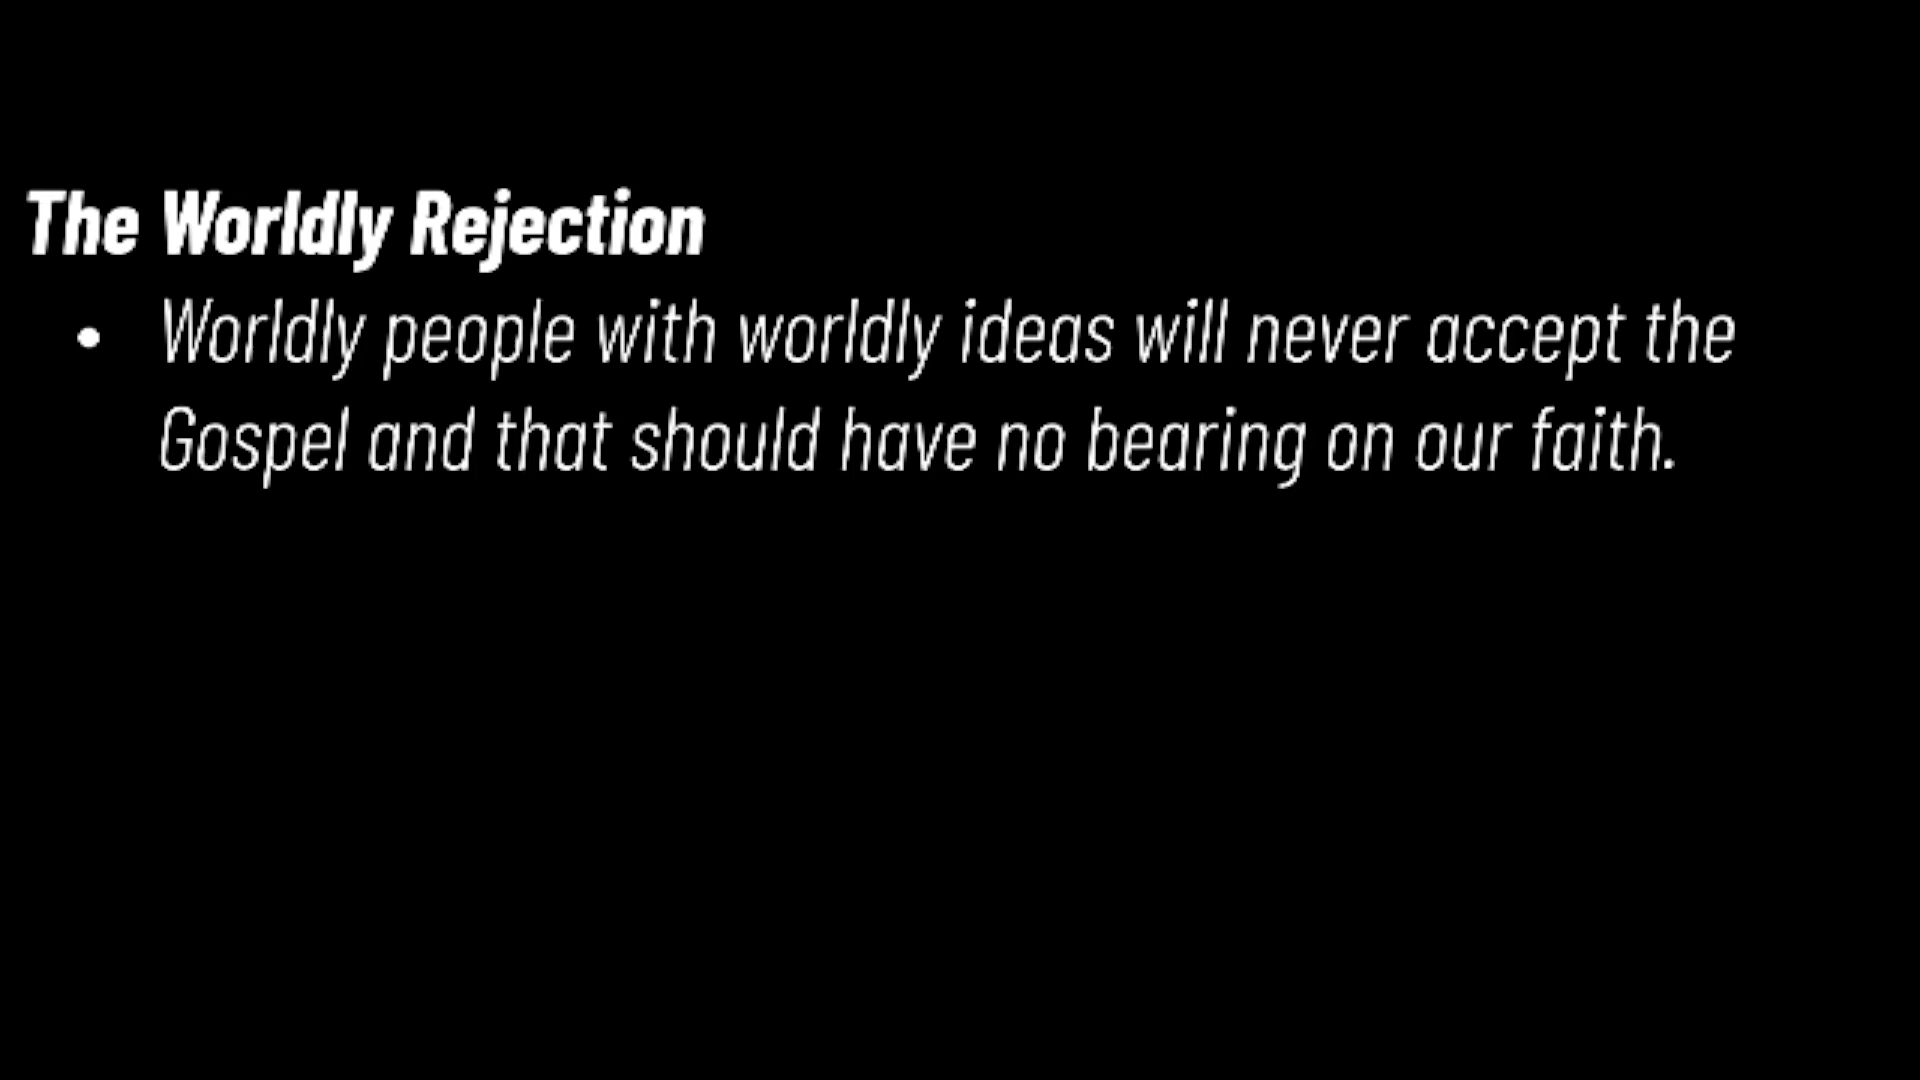 The Worldly Rejection
• Worldly people with worldly ideas will never accept the
Gospel and that should have no bearing on our faith.